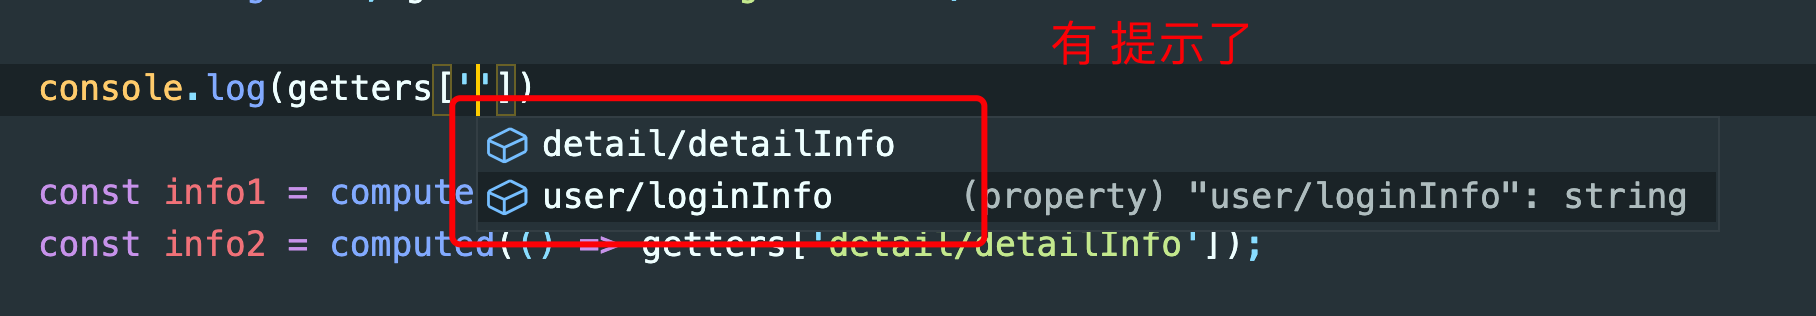 有 提示了
console.log(getters[''])
detail/detailInfo
const info1 = compute
user/loginInfo (property) "user/loginInfo": string
const info2 = computed(() => getters['detail/detailInfo']);